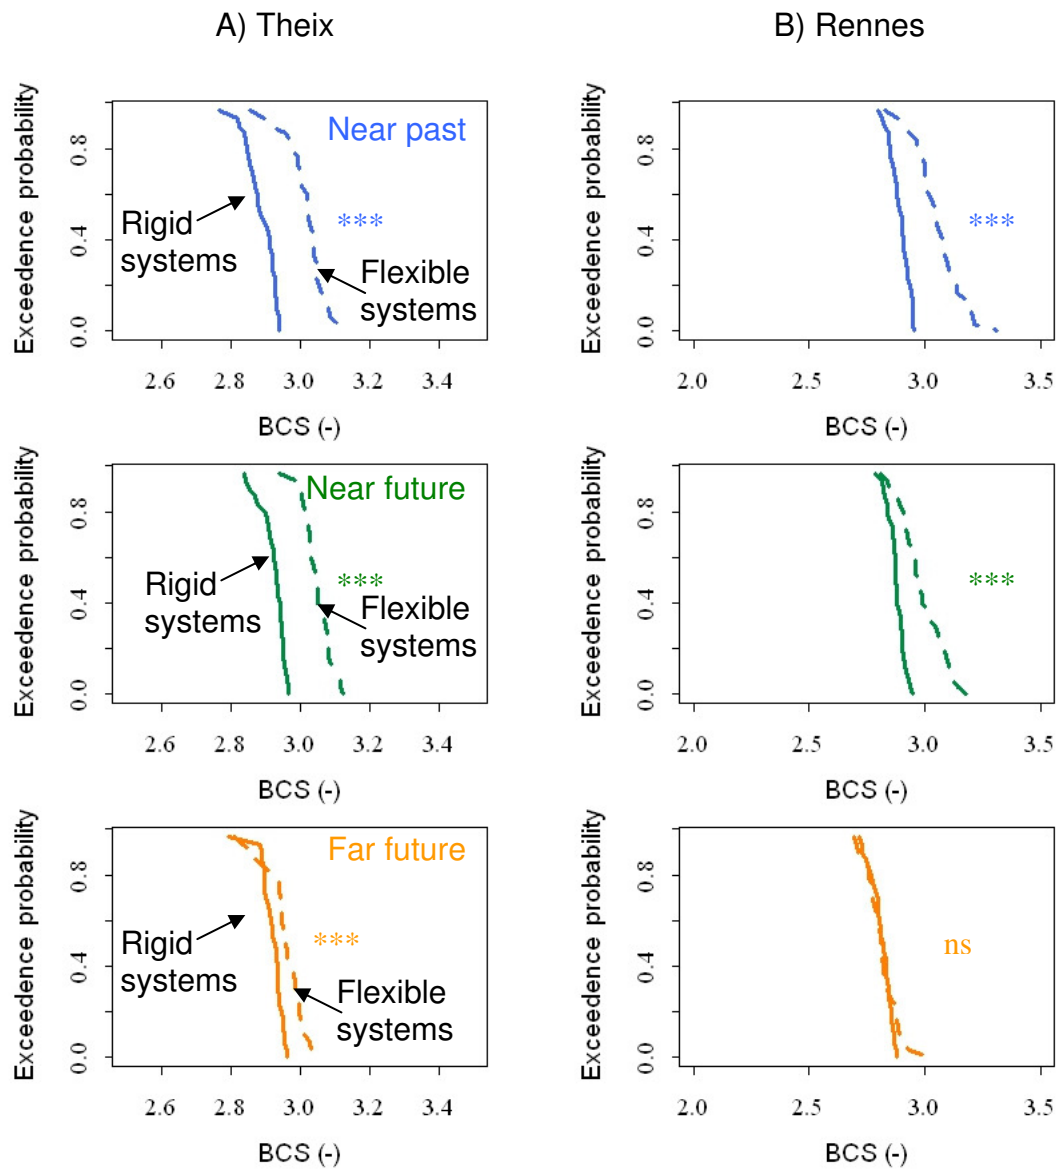 A) Theix
B) Rennes
Exceedence probability
0.8
0.4
0.0
Near past
Rigid
systems
***
Flexible
systems
2.6 2.8 3.0 3.2 3.4
BCS (-)
Exceedence probability
0.8
0.4
0.0
***
2.0 2.5 3.0 3.5
BCS (-)
Exceedence probability
0.8
0.4
0.0
Near future
Rigid
systems
***
Flexible
systems
2.6 2.8 3.0 3.2 3.4
BCS (-)
Exceedence probability
0.8
0.4
0.0
***
2.0 2.5 3.0 3.5
BCS (-)
Exceedence probability
0.8
0.4
0.0
Far future
Rigid
systems
***
Flexible
systems
2.6 2.8 3.0 3.2 3.4
BCS (-)
Exceedence probability
0.8
0.4
0.0
ns
2.0 2.5 3.0 3.5
BCS (-)